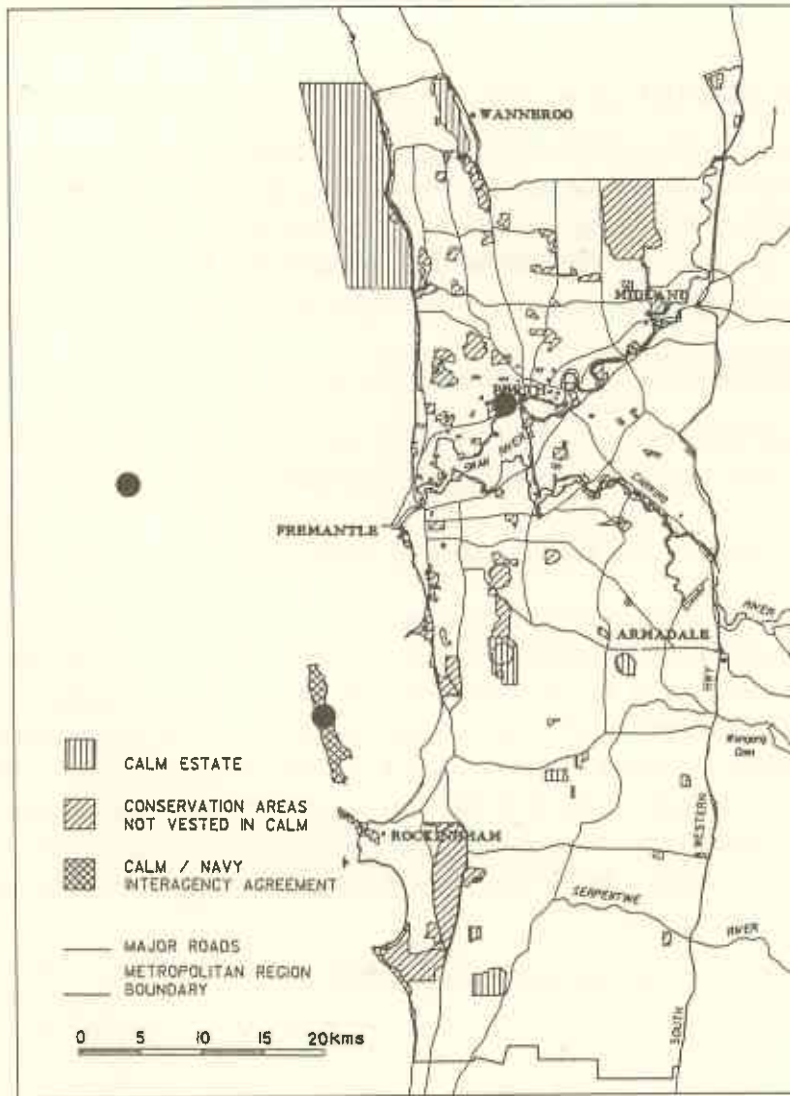 WANNEROO
MIDLAND
PERTH
SWAN RIVER
CANNING
FREMANTLE
RIVER
ARMADALE
HWY
Wungong
Dam
CALM ESTATE
CONSERVATION AREAS
NOT VESTED IN CALM
CALM / NAVY
INTERAGENCY AGREEMENT
ROCKINGHAM
WESTERN
SERPENTINE
RIVER
SOUTH
MAJOR ROADS
METROPOLITAN REGION
BOUNDARY
0 5 10 15 20kms